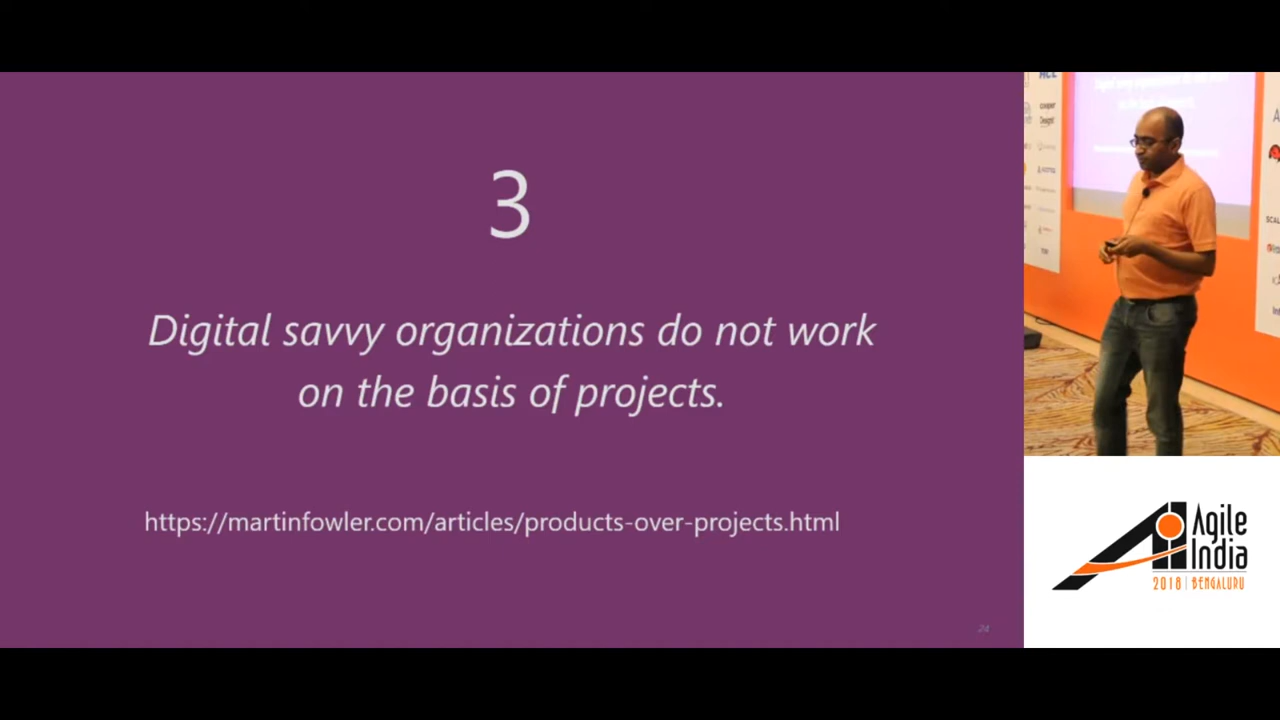 3
Digital savvy organizations do not work
on the basis of projects.
https://martinfowler.com/articles/products-over-projects.html
24
Agile
India
2018 | BENGALURU